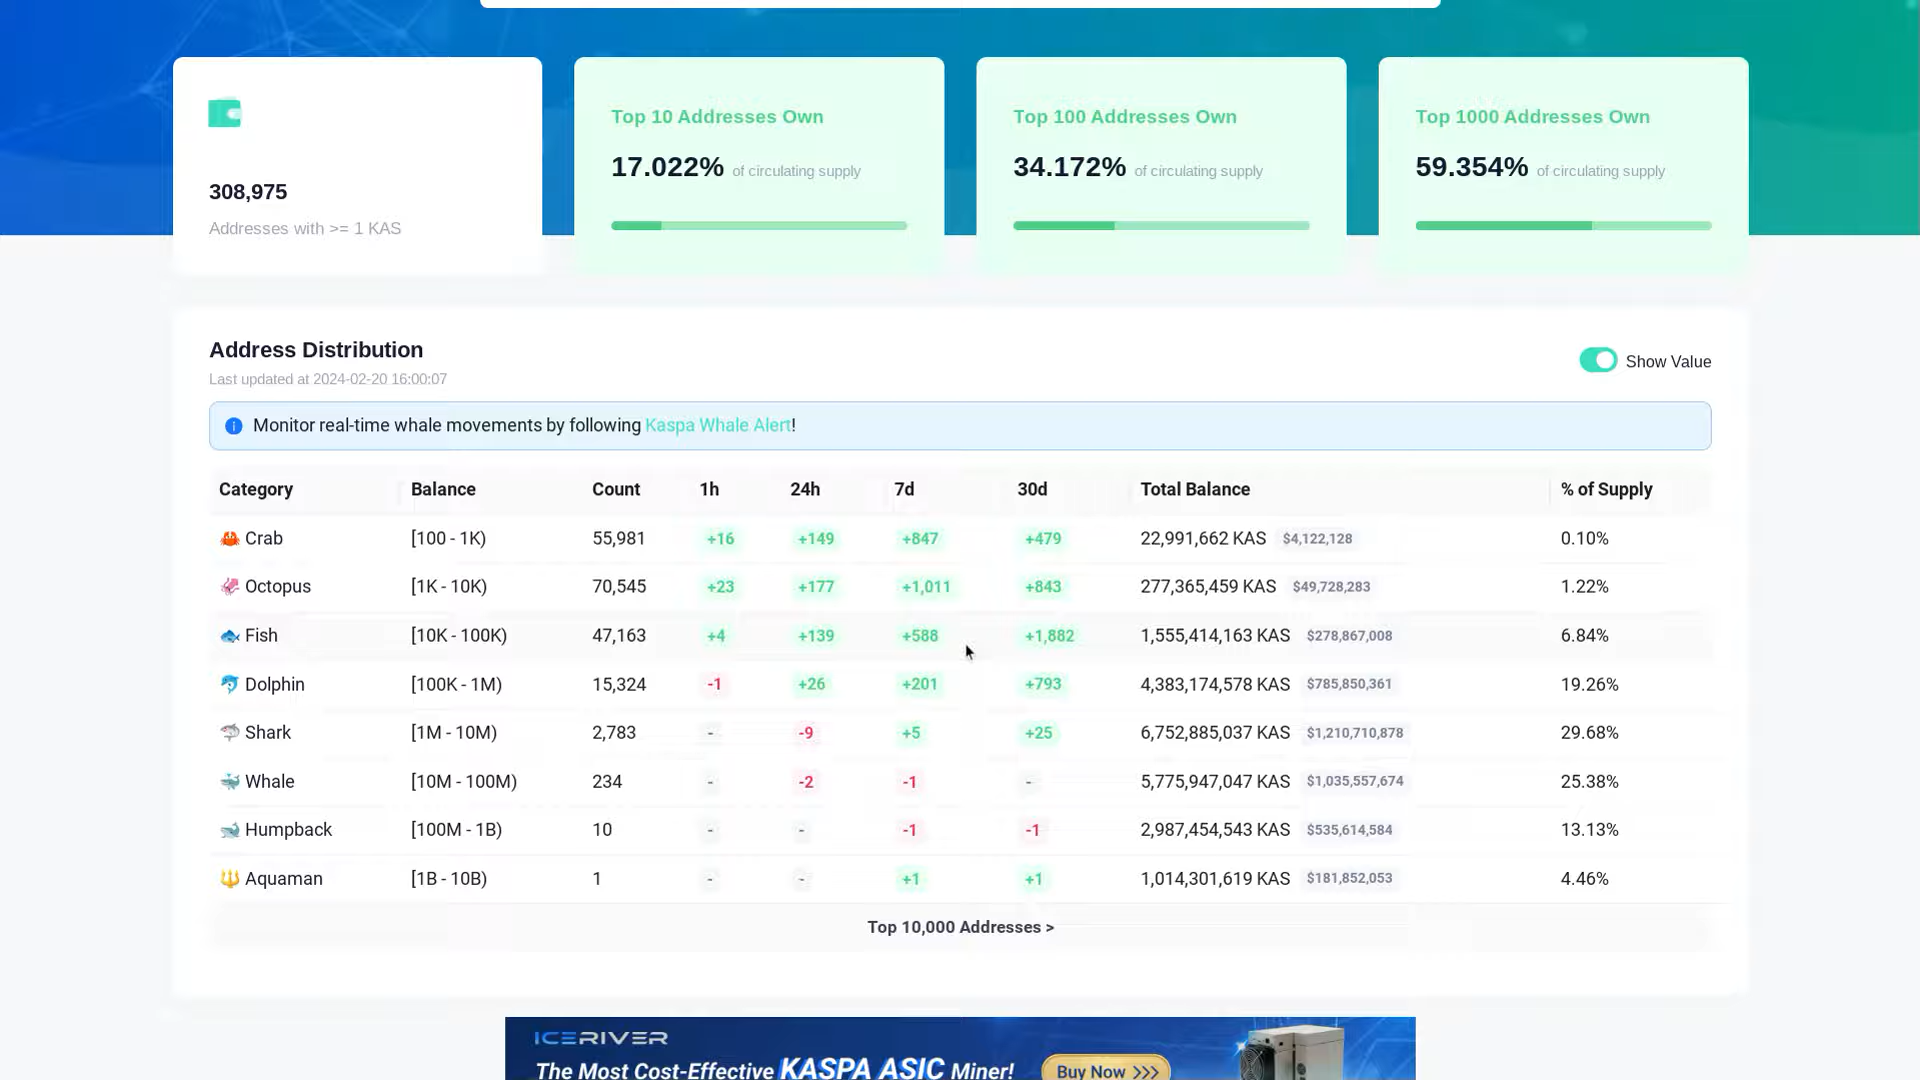 Top 10 Addresses Own
17.022% of circulating supply
Top 100 Addresses Own
34.172% of circulating supply
Top 1000 Addresses Own
59.354% of circulating supply
308,975
Addresses with >= 1 KAS
Address Distribution
Last updated at 2024-02-20 16:00:07
Show Value
Monitor real-time whale movements by following Kaspa Whale Alert!
Category Balance Count 1h 24h 7d 30d Total Balance % of Supply
Crab [100 - 1K) 55,981 +16 +149 +847 +479 22,991,662 KAS $4,122,128 0.10%
Octopus [1K - 10K) 70,545 +23 +177 +1,011 +843 277,365,459 KAS $49,728,283 1.22%
Fish [10K - 100K) 47,163 +4 +139 +588 +1,882 1,555,414,163 KAS $278,867,008 6.84%
Dolphin [100K - 1M) 15,324 -1 +26 +201 +793 4,383,174,578 KAS $785,850,361 19.26%
Shark [1M - 10M) 2,783 - -9 +5 +25 6,752,885,037 KAS $1,210,710,878 29.68%
Whale [10M - 100M) 234 - -2 -1 - 5,775,947,047 KAS $1,035,557,674 25.38%
Humpback [100M - 1B) 10 - - -1 -1 2,987,454,543 KAS $535,614,584 13.13%
Aquaman [1B - 10B) 1 - - +1 +1 1,014,301,619 KAS $181,852,053 4.46%
Top 10,000 Addresses >
ICERIVER
The Most Cost-Effective KASPA ASIC Miner!
Buy Now >>>